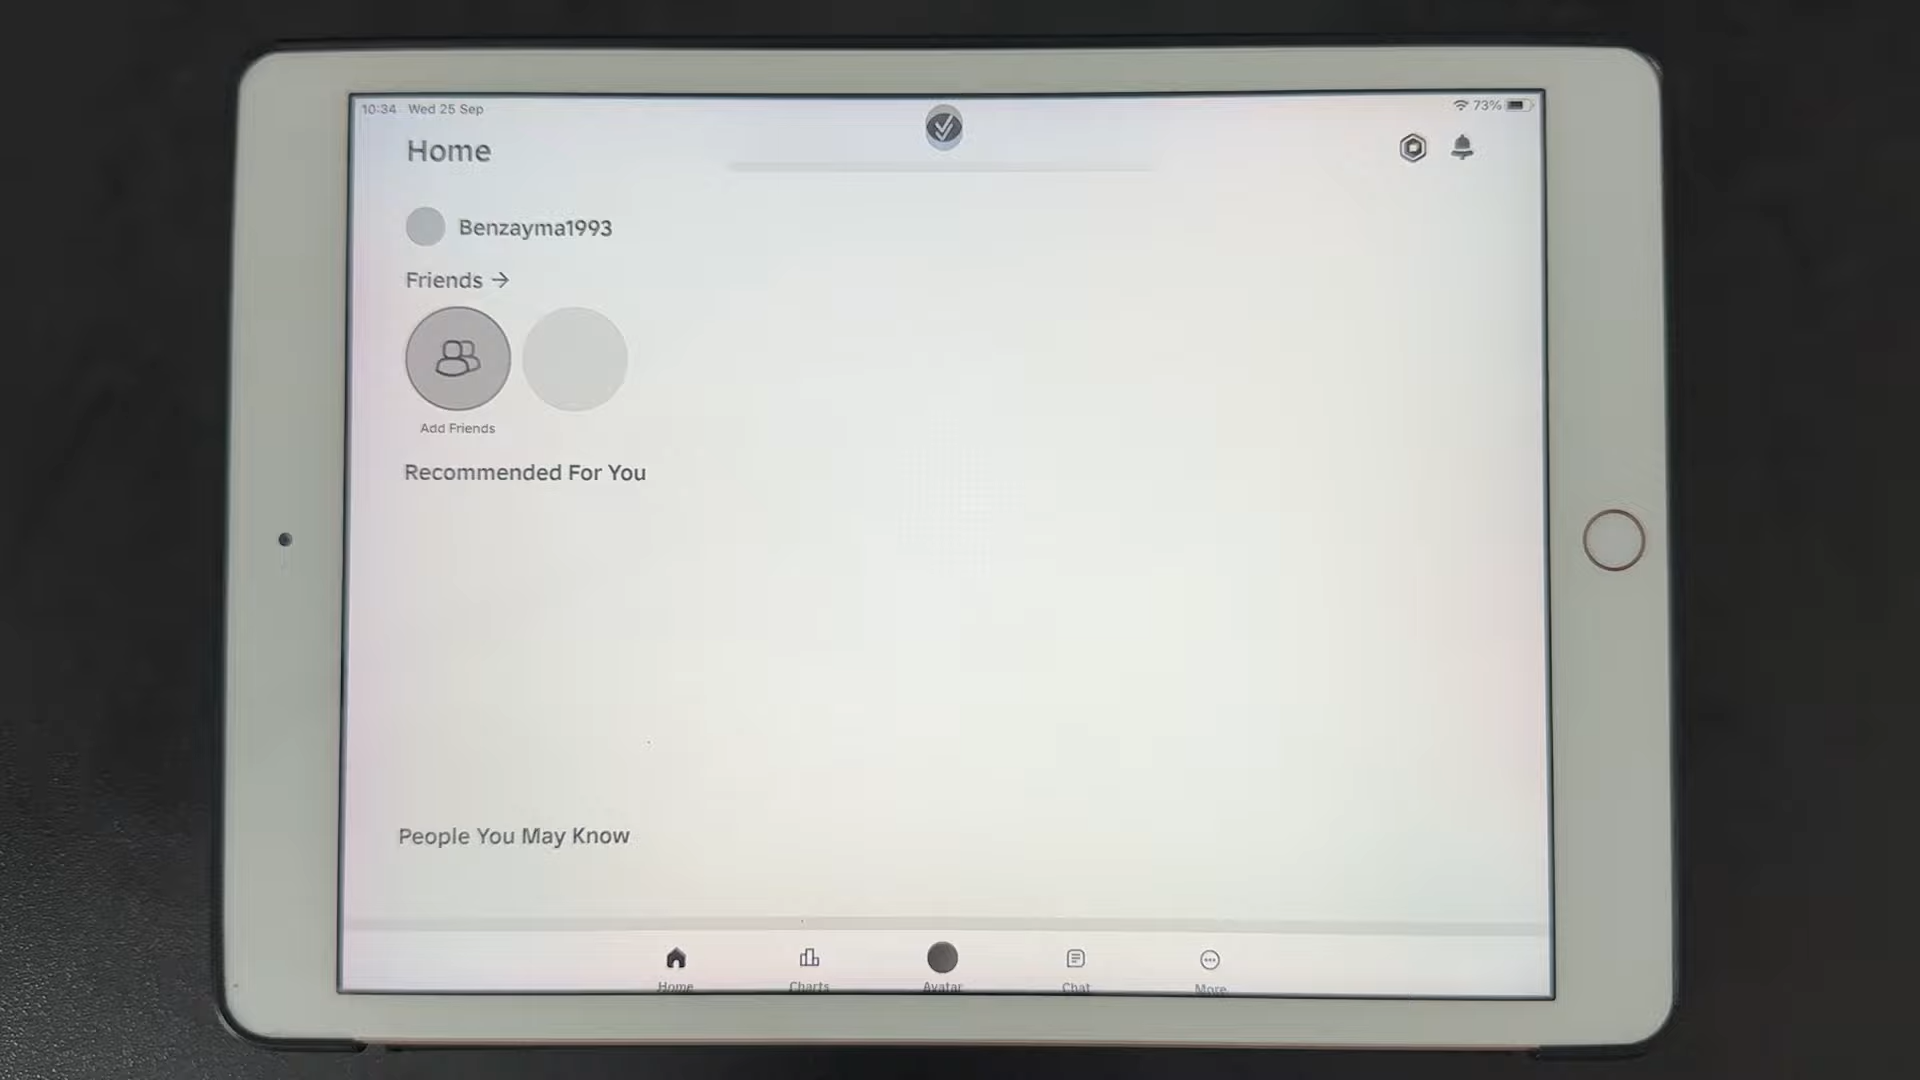 10:34 Wed 25 Sep
73%
Home
Benzayma1993
Friends →
Add Friends
Recommended For You
People You May Know
Home
Charts
Avatar
Chat
More